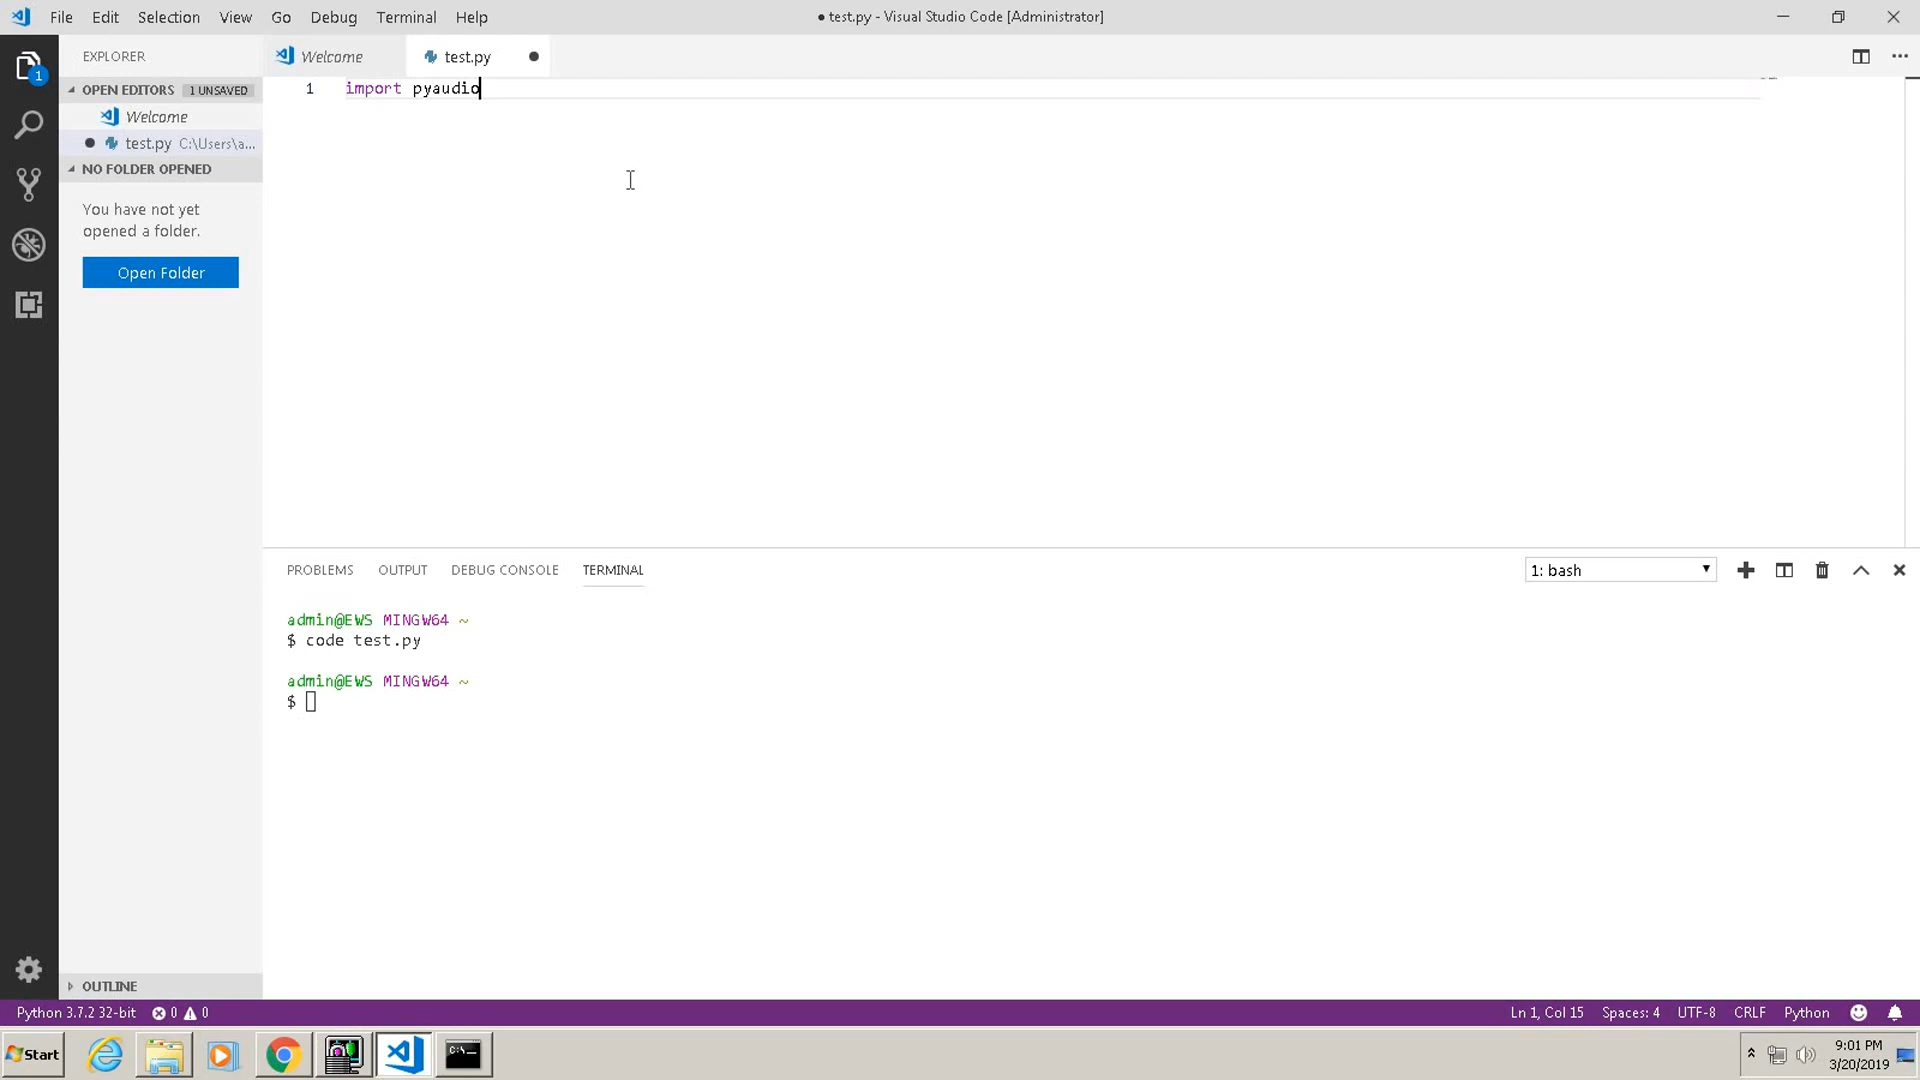 File Edit Selection View Go Debug Terminal Help
● test.py - Visual Studio Code [Administrator]
EXPLORER
Welcome
test.py
OPEN EDITORS 1 UNSAVED
Welcome
test.py C:\Users\a...
NO FOLDER OPENED
You have not yet
opened a folder.
Open Folder
OUTLINE
1
1 import pyaudio
PROBLEMS OUTPUT DEBUG CONSOLE TERMINAL
1: bash
admin@EWS MINGW64 ~
$ code test.py
admin@EWS MINGW64 ~
$
Python 3.7.2 32-bit 0 0
Ln 1, Col 15 Spaces: 4 UTF-8 CRLF Python
Start
C:\_
9:01 PM
3/20/2019